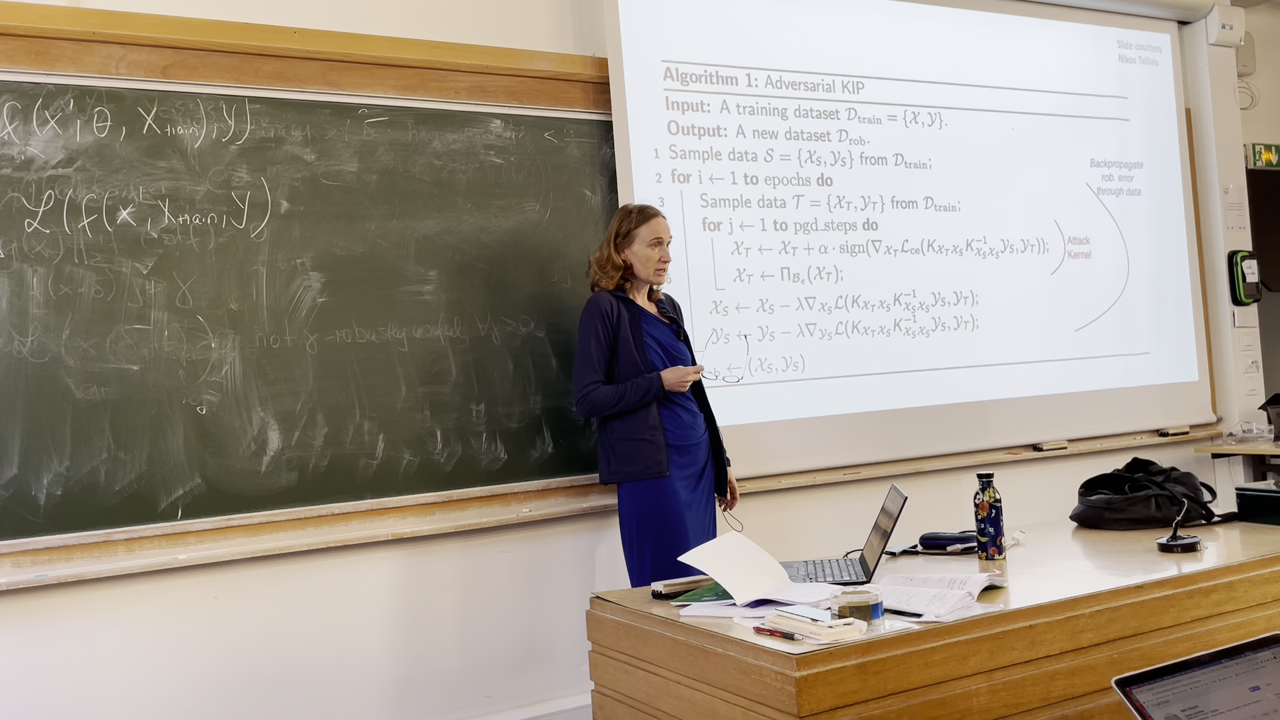 f(x', θ, X train), y)
ℒ(f(x', X train, y)
not γ-robustly useful
Slide courtesy
Nikos Tsilivis
Algorithm 1: Adversarial KIP
Input: A training dataset 𝒟train = {𝒳, 𝒴}.
Output: A new dataset 𝒟rob.
1 Sample data 𝒮 = {𝒳S, 𝒴S} from 𝒟train;
2 for i ← 1 to epochs do
3 Sample data 𝒯 = {𝒳T, 𝒴T} from 𝒟train;
for j ← 1 to pgd_steps do
𝒳T ← 𝒳T + α · sign(∇𝒳T ℒce(K𝒳T𝒳S K⁻¹𝒳S𝒳S 𝒴S, 𝒴T));
𝒳T ← Πℬε(𝒳T);
𝒳S ← 𝒳S − λ∇𝒳S ℒ(K𝒳T𝒳S K⁻¹𝒳S𝒳S 𝒴S, 𝒴T);
𝒴S ← 𝒴S − λ∇𝒴S ℒ(K𝒳T𝒳S K⁻¹𝒳S𝒳S 𝒴S, 𝒴T);
← (𝒳S, 𝒴S)
Attack
Kernel
Backpropagate
rob. error
through data